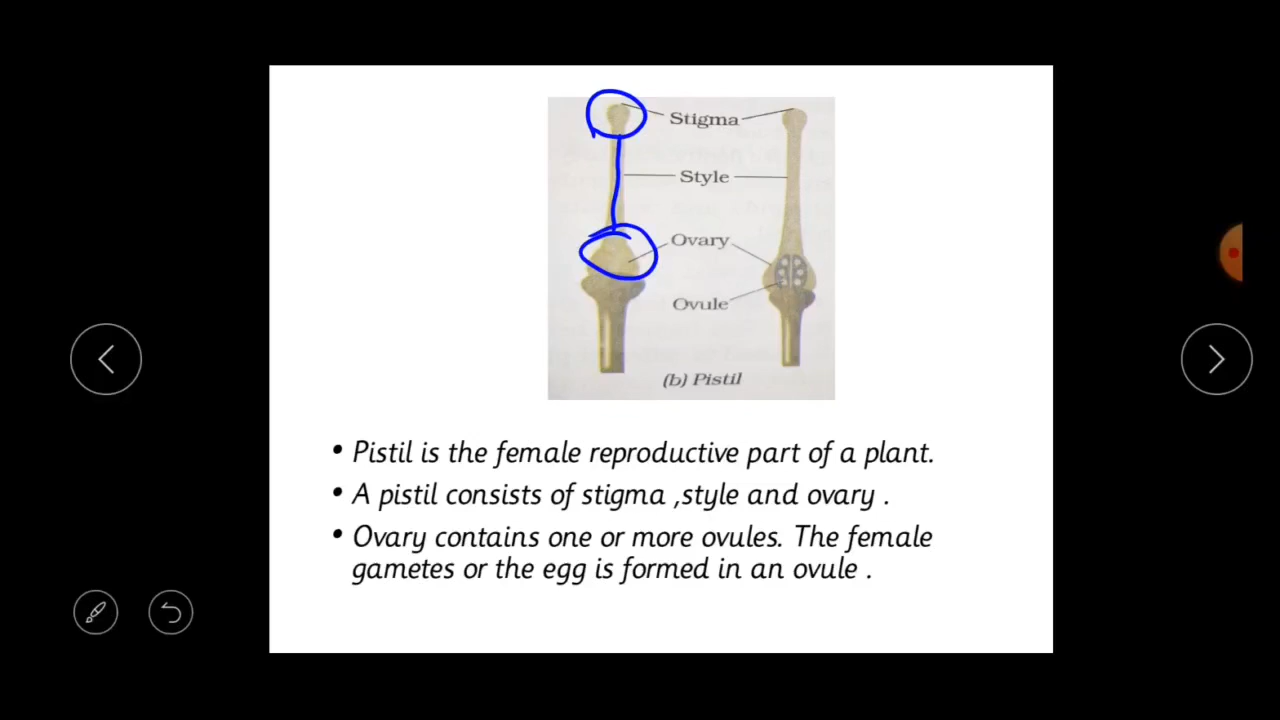 Stigma
Style
Ovary
Ovule
(b) Pistil
• Pistil is the female reproductive part of a plant.
• A pistil consists of stigma ,style and ovary .
• Ovary contains one or more ovules. The female
gametes or the egg is formed in an ovule .